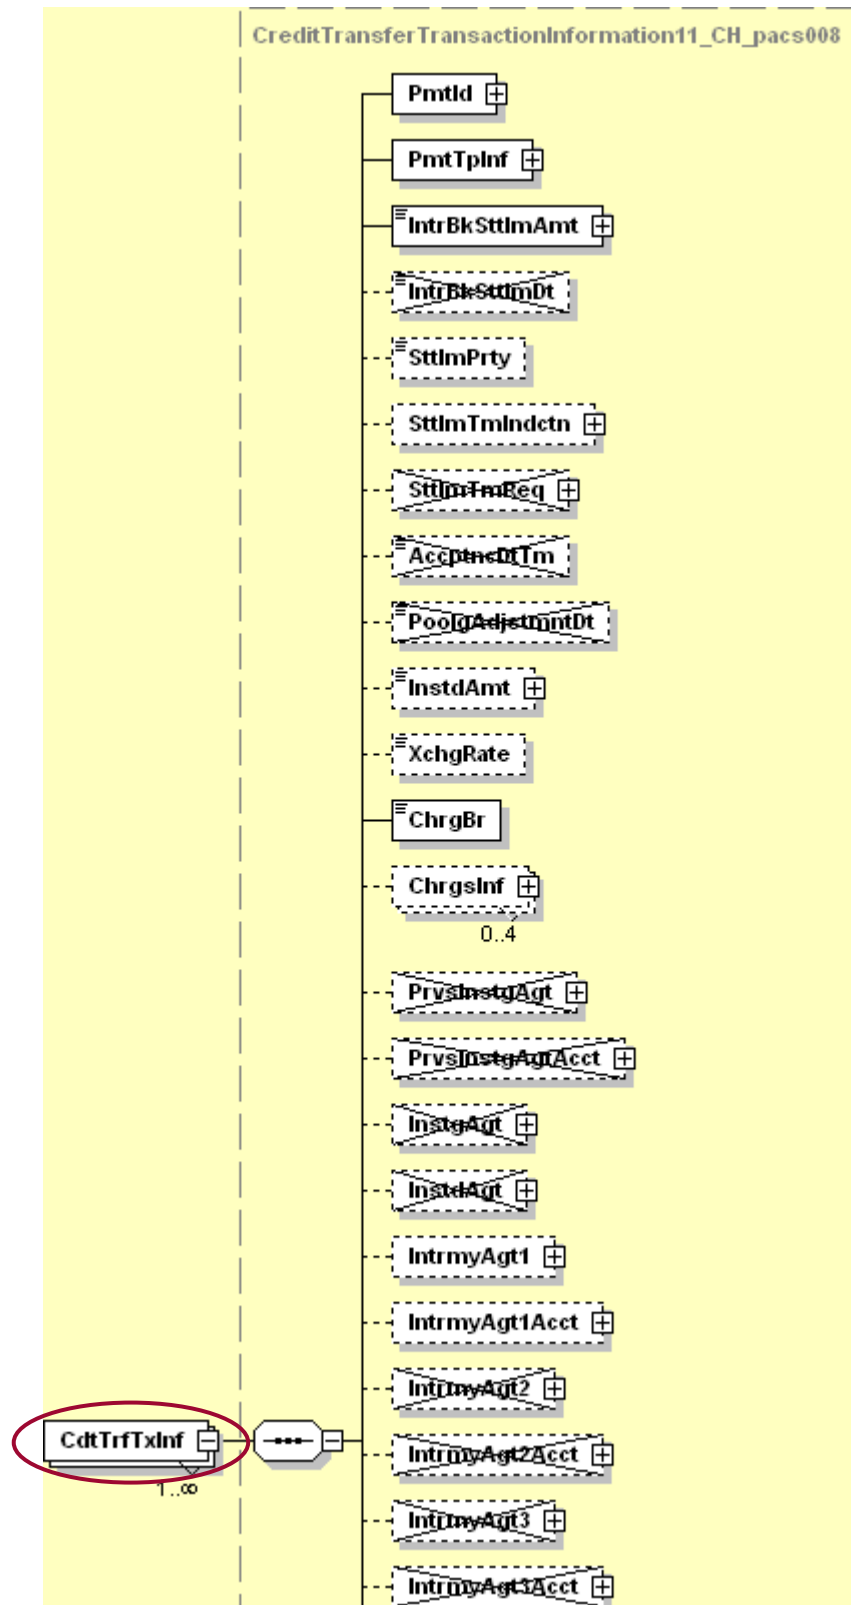 CreditTransferTransactionInformation11_CH_pacs008
PmtId
PmtTpInf
IntrBkSttlmAmt
IntrBkSttlmDt
SttlmPrty
SttlmTmIndctn
SttlmTmReq
AccptncDtTm
PoolgAdjstmntDt
InstdAmt
XchgRate
ChrgBr
ChrgsInf
0..4
PrvsInstgAgt
PrvsInstgAgtAcct
InstgAgt
InstdAgt
IntrmyAgt1
IntrmyAgt1Acct
IntrmyAgt2
CdtTrfTxInf
1..∞
IntrmyAgt2Acct
IntrmyAgt3
IntrmyAgt3Acct